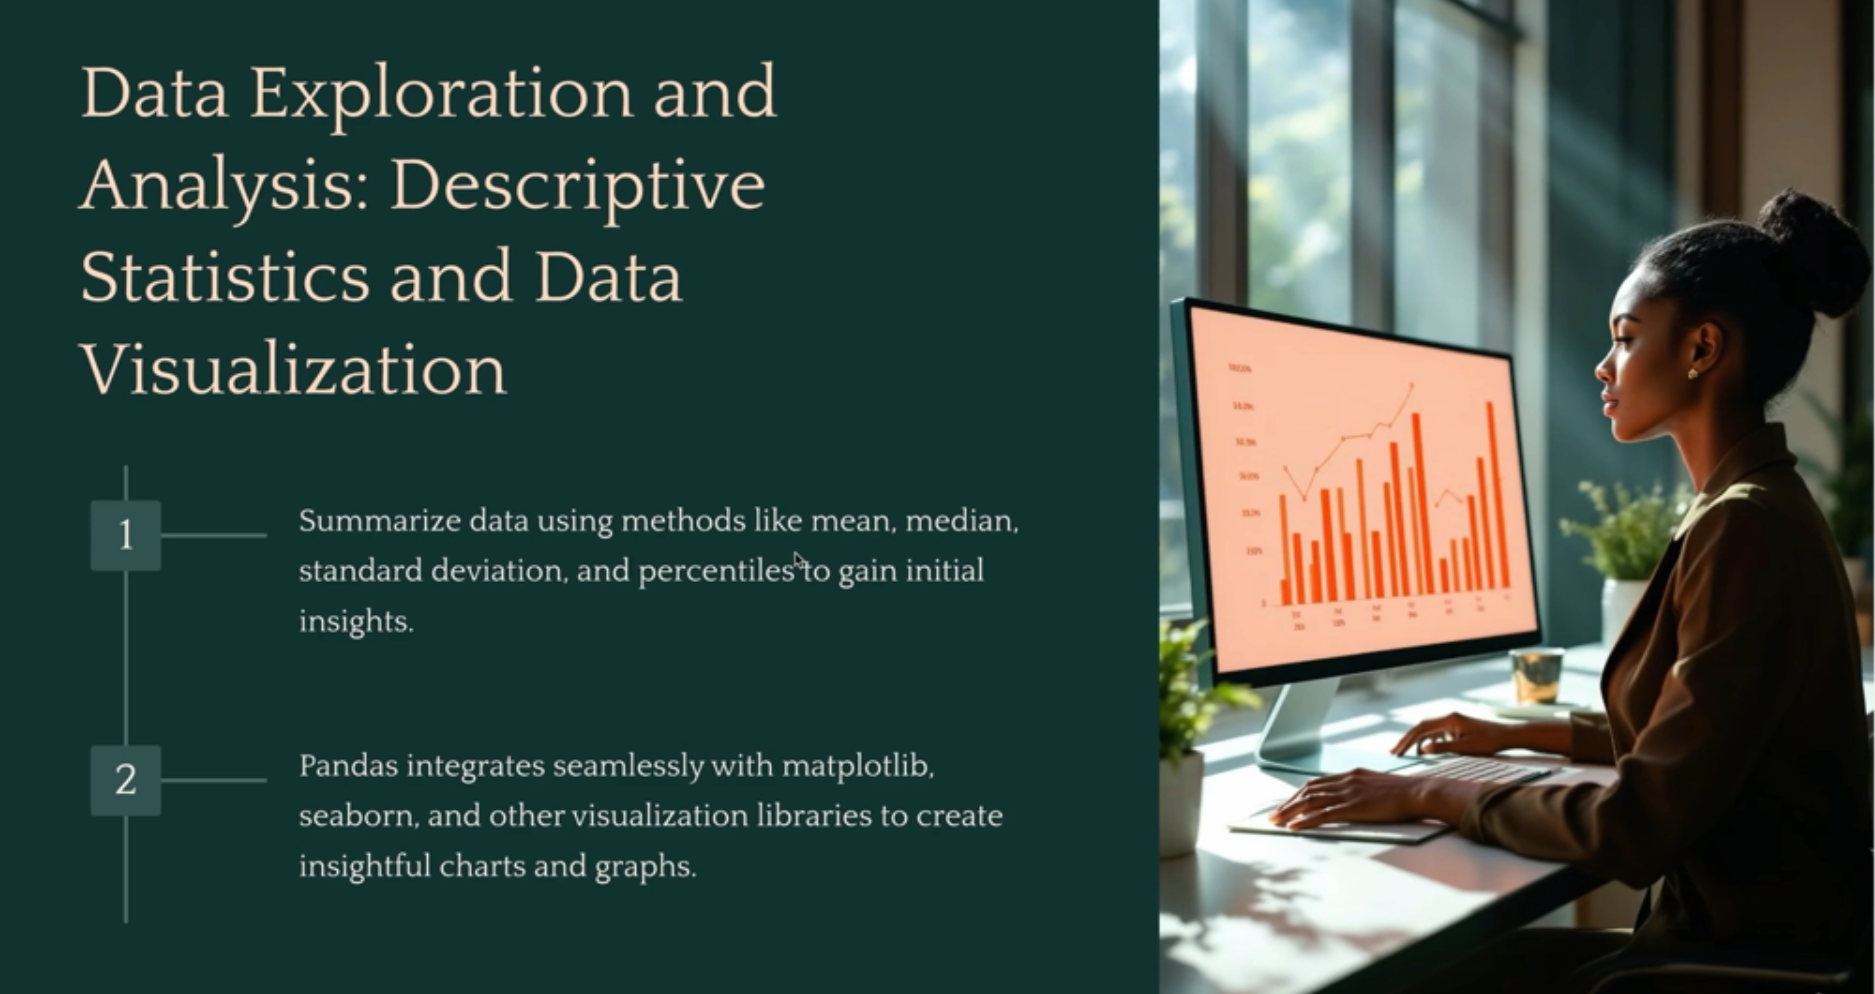 Data Exploration and
Analysis: Descriptive
Statistics and Data
Visualization
1
Summarize data using methods like mean, median,
standard deviation, and percentiles to gain initial
insights.
2
Pandas integrates seamlessly with matplotlib,
seaborn, and other visualization libraries to create
insightful charts and graphs.